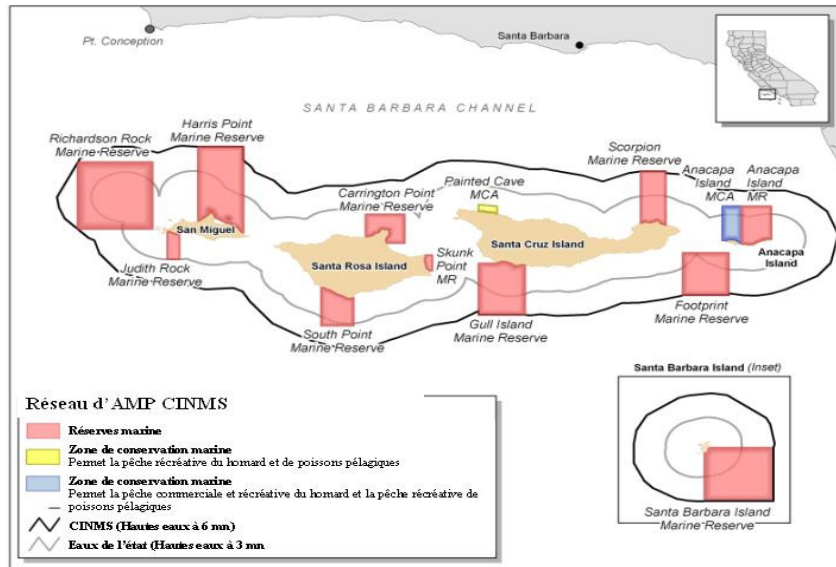 Pt. Conception
Santa Barbara
SANTA BARBARA CHANNEL
Richardson Rock
Marine Reserve
Harris Point
Marine Reserve
Carrington Point
Marine Reserve
Painted Cave
MCA
Scorpion
Marine Reserve
Anacapa
Island
MCA
Anacapa
Island
MR
San Miguel
Judith Rock
Marine Reserve
Santa Rosa Island
Skunk
Point
MR
Santa Cruz Island
Anacapa
Island
South Point
Marine Reserve
Gull Island
Marine Reserve
Footprint
Marine Reserve
Santa Barbara Island (Inset)
Santa Barbara Island
Marine Reserve
Réseau d'AMP CINMS
Réserves marine
Zone de conservation marine
Permet la pêche récréative du homard et de poissons pélagiques
Zone de conservation marine
Permet la pêche commerciale et récréative du homard et la pêche récréative de
poissons pélagiques
CINMS (Hautes eaux à 6 mn)
Eaux de l'état (Hautes eaux à 3 mn